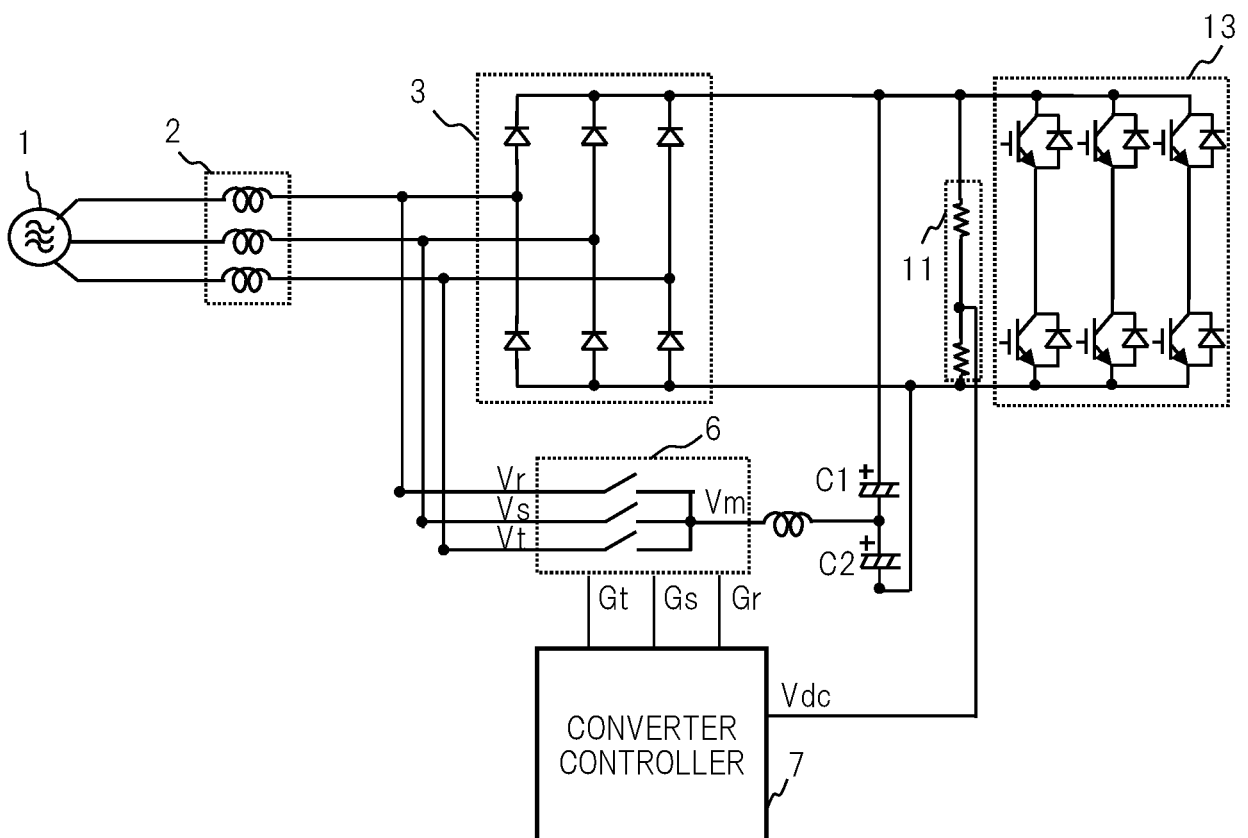 13
3
1
2
11
6
Vr
Vm
C1
Vs
Vt
C2
Gt Gs Gr
Vdc
CONVERTER
CONTROLLER
7